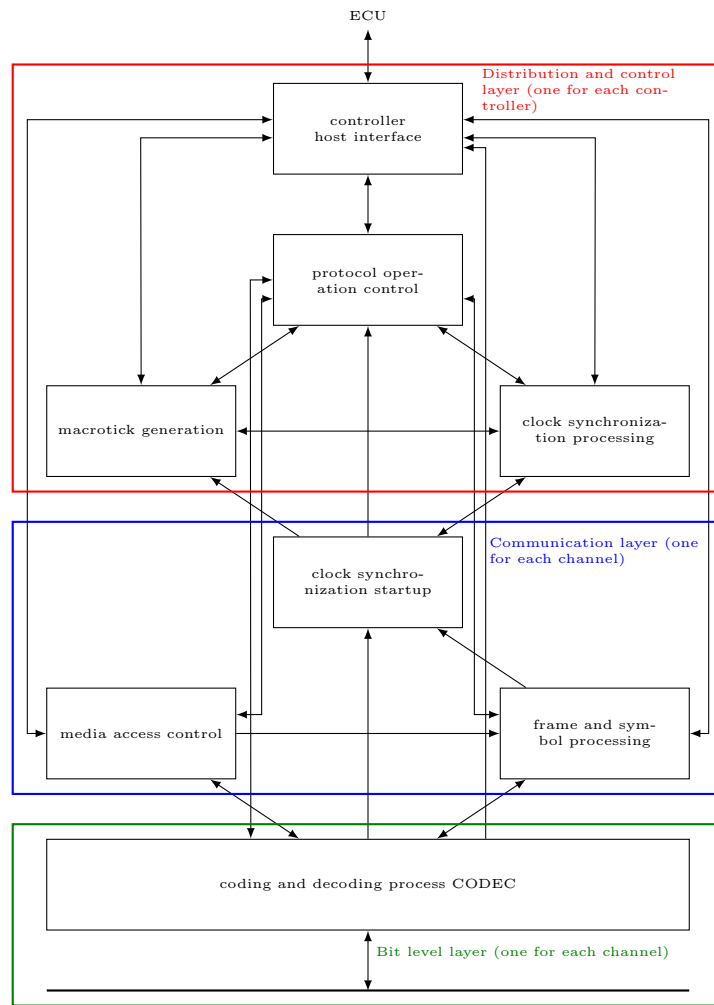 ECU
Distribution and control
layer (one for each con-
troller)
controller
host interface
protocol oper-
ation control
macrotick generation
clock synchroniza-
tion processing
Communication layer (one
for each channel)
clock synchro-
nization startup
media access control
frame and sym-
bol processing
coding and decoding process CODEC
Bit level layer (one for each channel)